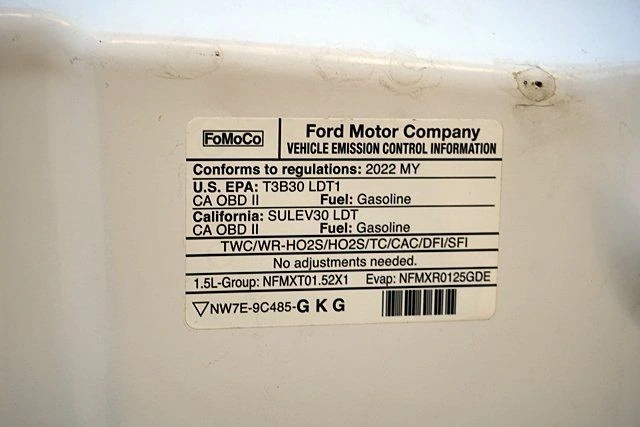 FoMoCo
Ford Motor Company
VEHICLE EMISSION CONTROL INFORMATION
Conforms to regulations: 2022 MY
U.S. EPA: T3B30 LDT1
CA OBD II Fuel: Gasoline
California: SULEV30 LDT
CA OBD II Fuel: Gasoline
TWC/WR-HO2S/HO2S/TC/CAC/DFI/SFI
No adjustments needed.
1.5L-Group: NFMXT01.52X1 Evap: NFMXR0125GDE
NW7E-9C485-G K G